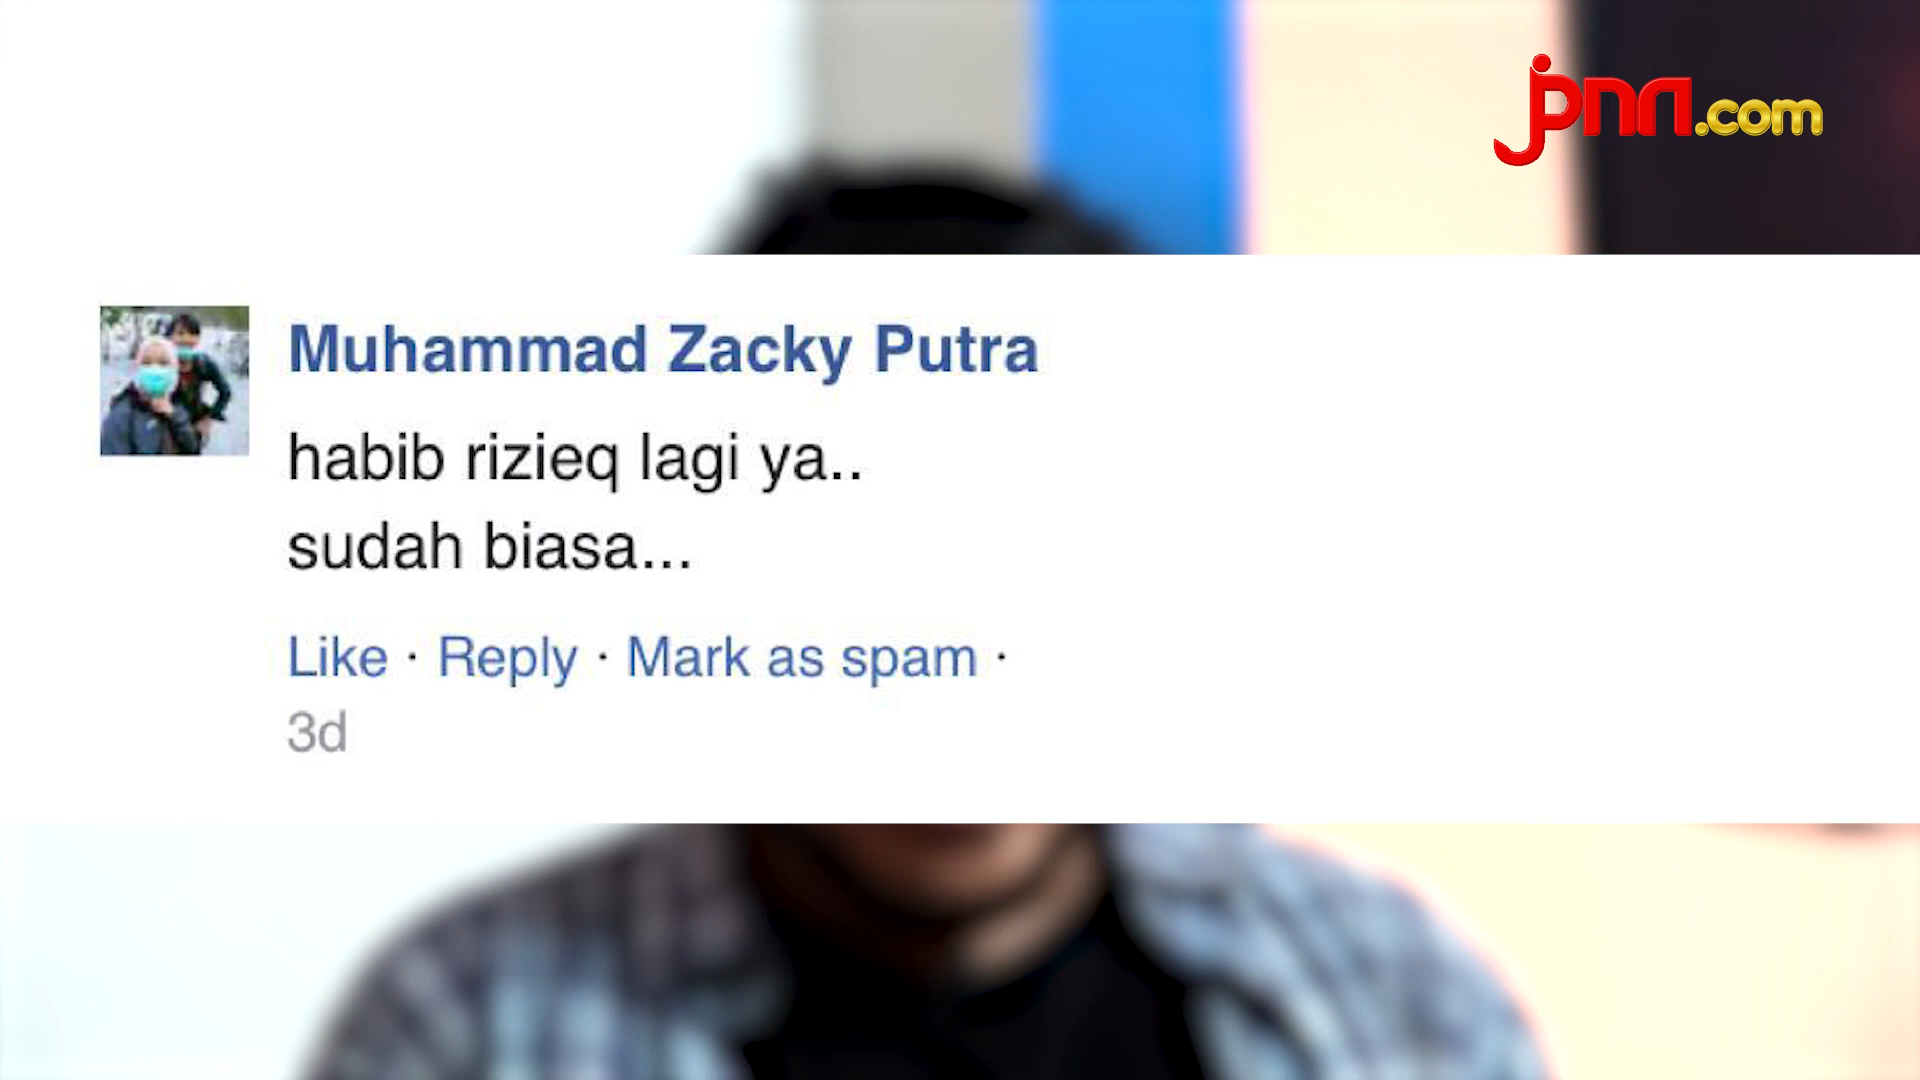 jpnn.com
Muhammad Zacky Putra
habib rizieq lagi ya..
sudah biasa...
Like · Reply · Mark as spam ·
3d